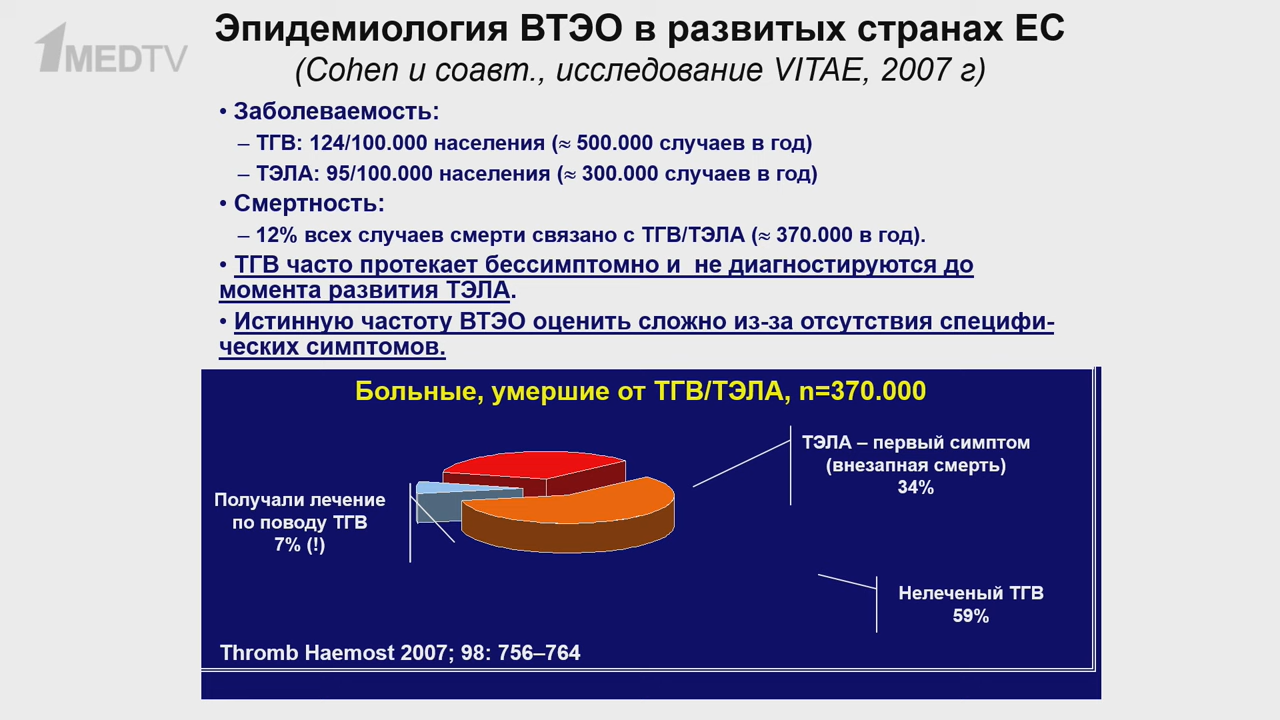 1MEDTV
Эпидемиология ВТЭО в развитых странах ЕС
(Cohen и соавт., исследование VITAE, 2007 г)
• Заболеваемость:
– ТГВ: 124/100.000 населения (≈ 500.000 случаев в год)
– ТЭЛА: 95/100.000 населения (≈ 300.000 случаев в год)
• Смертность:
– 12% всех случаев смерти связано с ТГВ/ТЭЛА (≈ 370.000 в год).
• ТГВ часто протекает бессимптомно и не диагностируются до
момента развития ТЭЛА.
• Истинную частоту ВТЭО оценить сложно из-за отсутствия специфи-
ческих симптомов.
Больные, умершие от ТГВ/ТЭЛА, n=370.000
ТЭЛА – первый симптом
(внезапная смерть)
34%
Получали лечение
по поводу ТГВ
7% (!)
Нелеченый ТГВ
59%
Thromb Haemost 2007; 98: 756–764